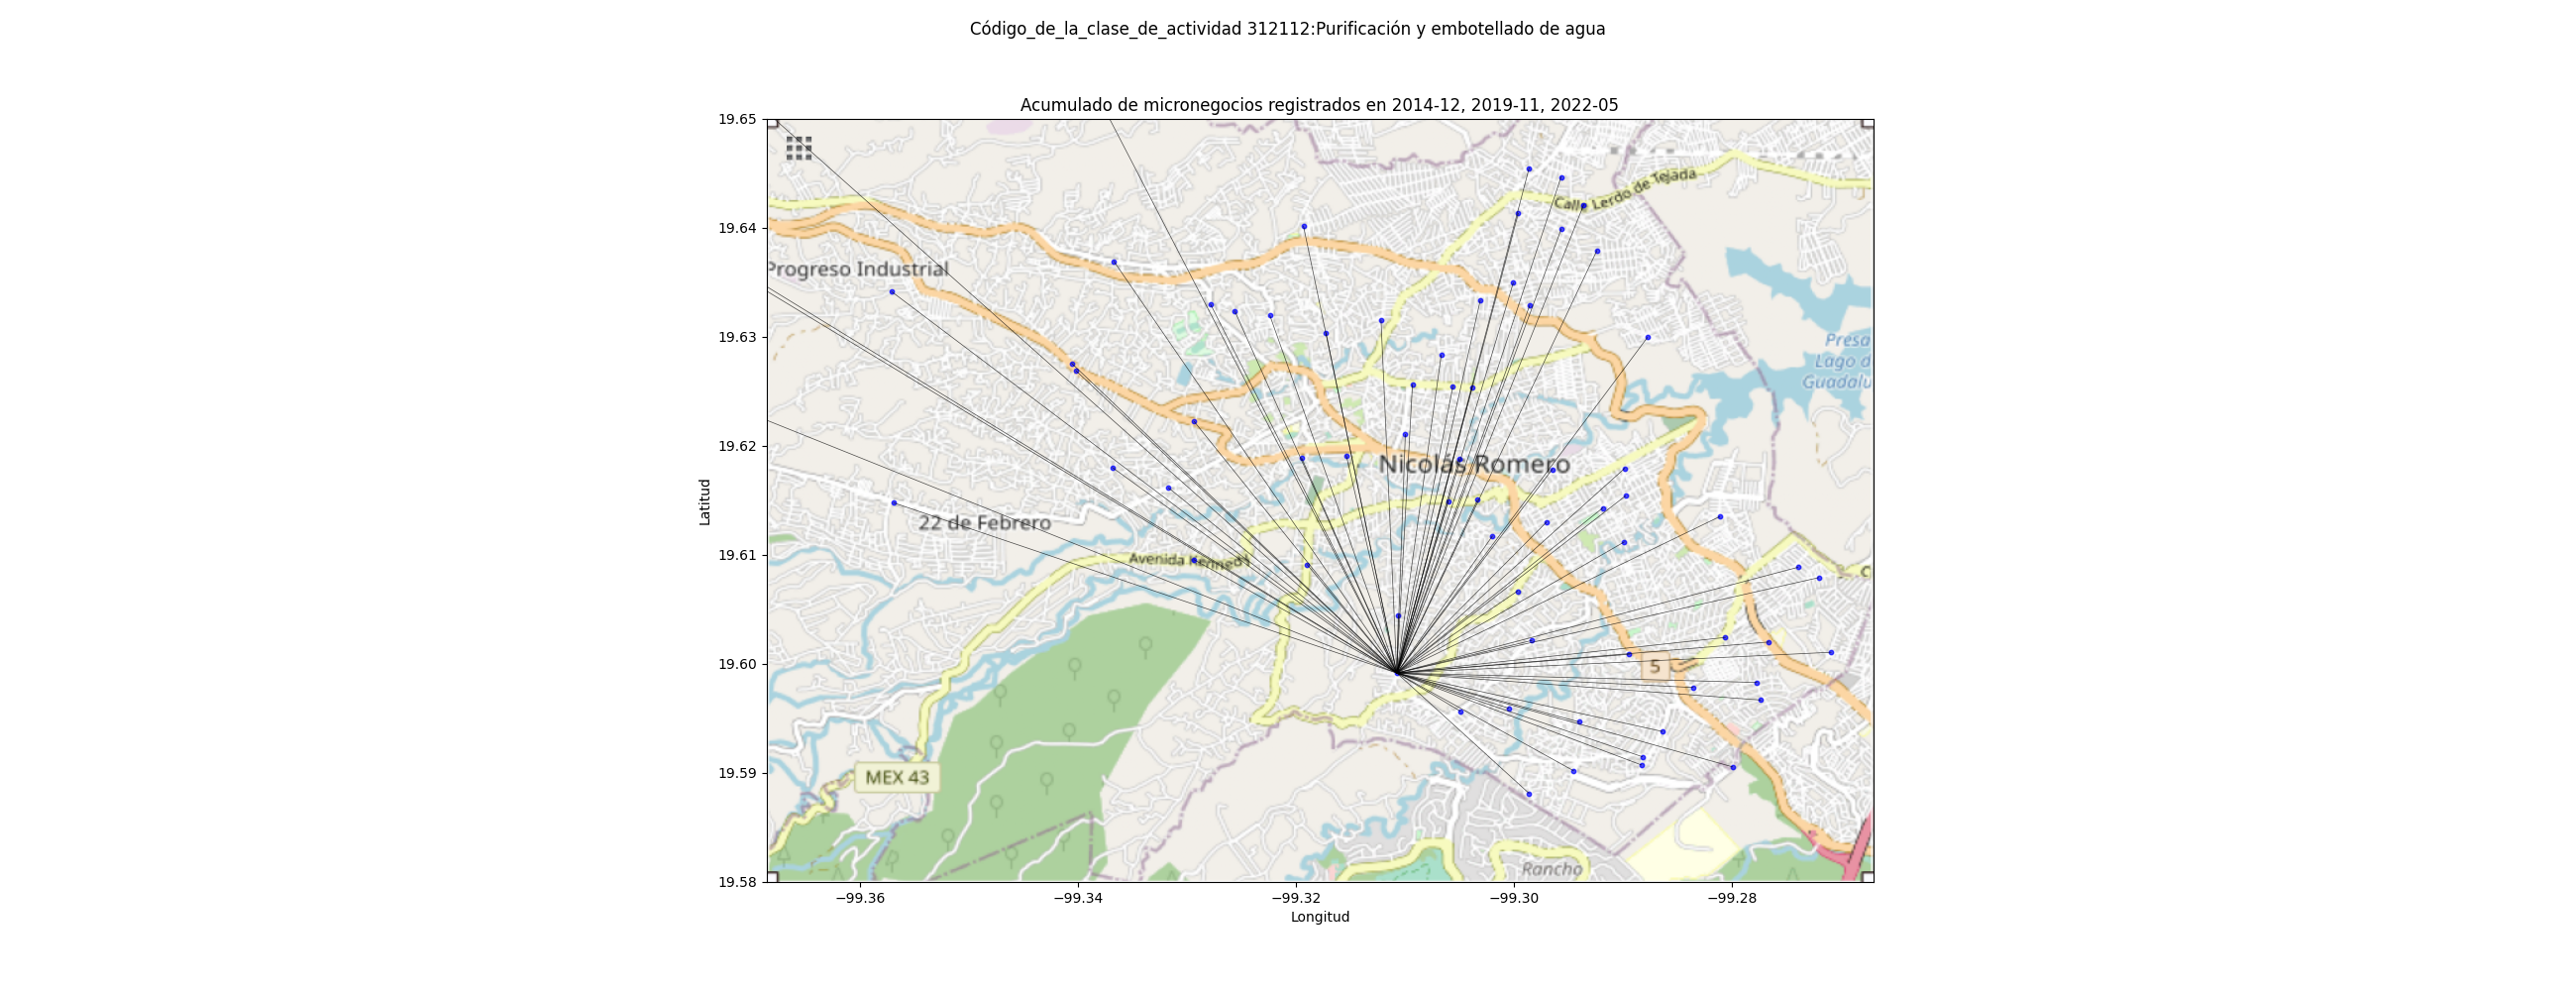 Código_de_la_clase_de_actividad 312112:Purificación y embotellado de agua
Acumulado de micronegocios registrados en 2014-12, 2019-11, 2022-05
19.65
19.64
19.63
19.62
19.61
19.60
19.59
19.58
Latitud
Calle Lerdo de Tejada
Progreso Industrial
Presa
Lago d
Guadalu
Nicolás Romero
22 de Febrero
Avenida Kennedy
C
5
MEX 43
Rancho
−99.36
−99.34
−99.32
−99.30
−99.28
Longitud